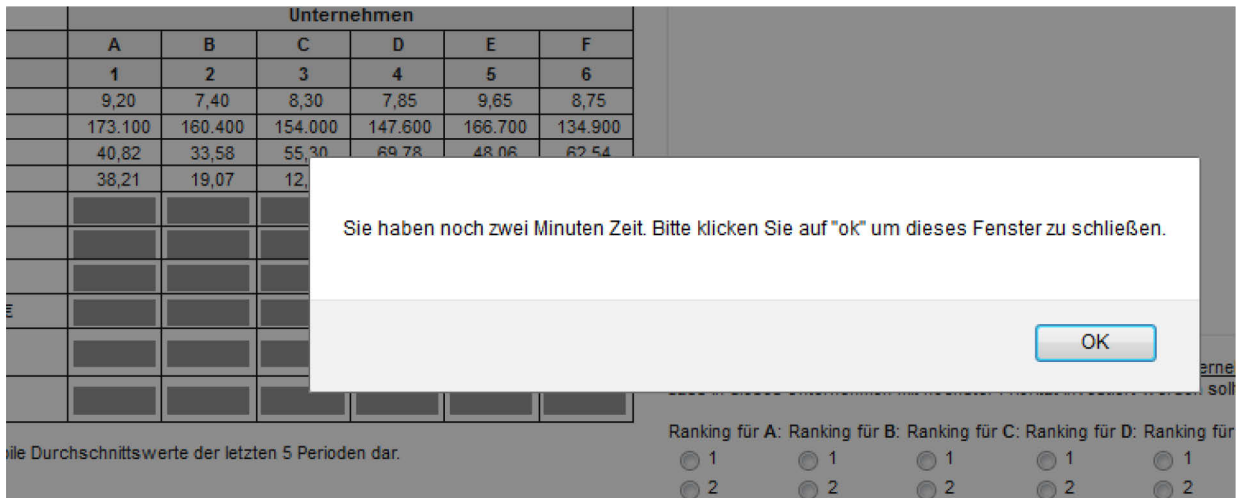 Unternehmen
A B C D E F
1 2 3 4 5 6
9,20 7,40 8,30 7,85 9,65 8,75
173.100 160.400 154.000 147.600 166.700 134.900
40,82 33,58 55,30 69,78 48,06 62,54
38,21 19,07 12,
Sie haben noch zwei Minuten Zeit. Bitte klicken Sie auf "ok" um dieses Fenster zu schließen.
€
OK
Ranking für A: Ranking für B: Ranking für C: Ranking für D: Ranking für
Durchschnittswerte der letzten 5 Perioden dar.
1 1 1 1 1
2 2 2 2 2